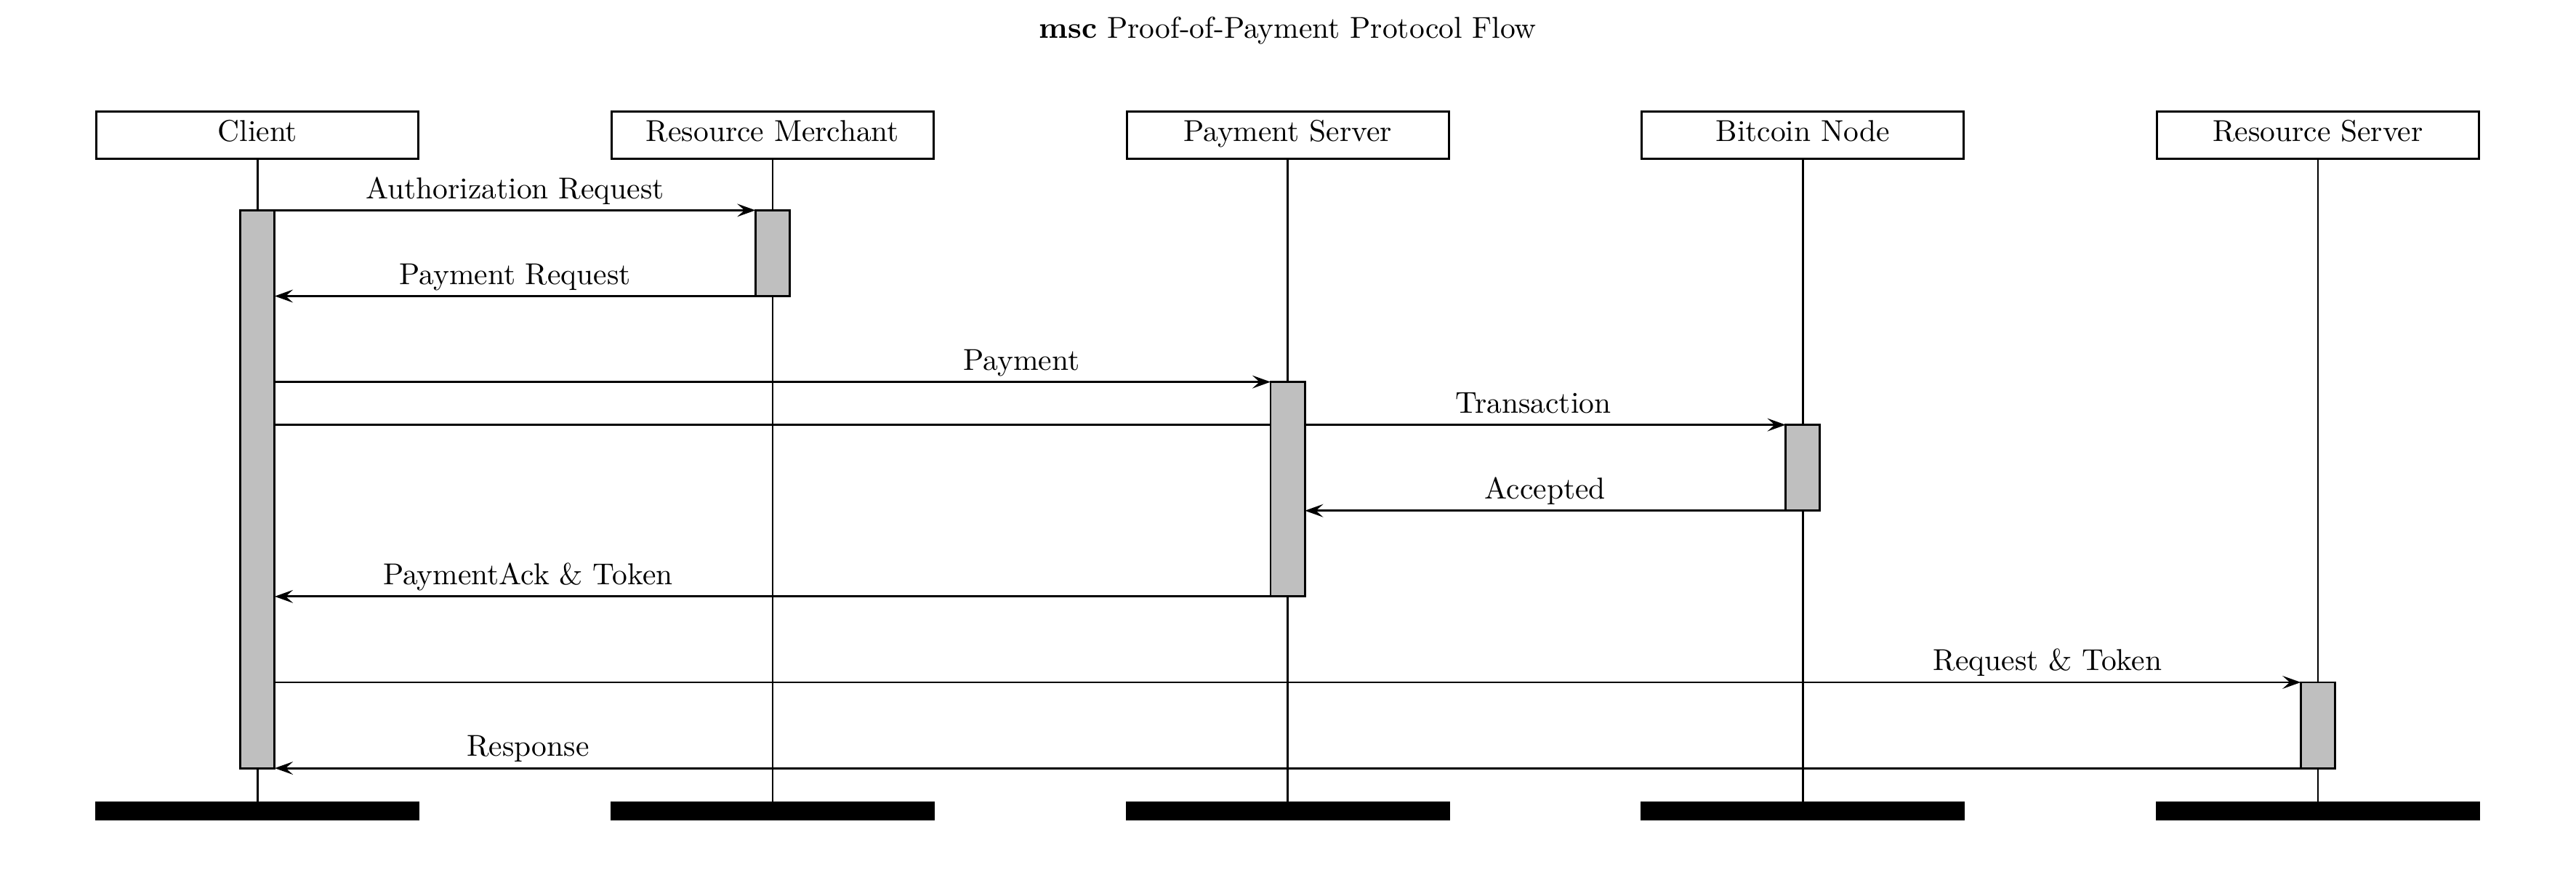 msc Proof-of-Payment Protocol Flow
Client
Resource Merchant
Payment Server
Bitcoin Node
Resource Server
Authorization Request
Payment Request
Payment
Transaction
Accepted
PaymentAck & Token
Request & Token
Response